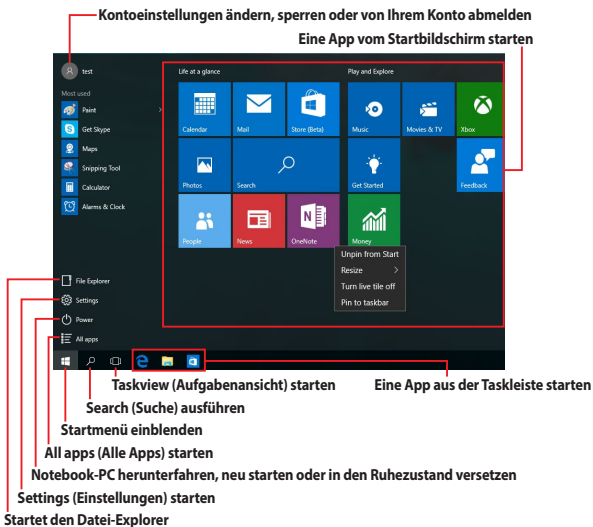 Kontoeinstellungen ändern, sperren oder von Ihrem Konto abmelden
Eine App vom Startbildschirm starten
test
Life at a glance
Play and Explore
Most used
Paint
Get Skype
Maps
Snipping Tool
Calculator
Alarms & Clock
Calendar
Mail
Store (Beta)
Music
Movies & TV
Xbox
Photos
Search
Get Started
Feedback
People
News
OneNote
Money
Unpin from Start
Resize
Turn live tile off
Pin to taskbar
File Explorer
Settings
Power
All apps
Taskview (Aufgabenansicht) starten
Eine App aus der Taskleiste starten
Search (Suche) ausführen
Startmenü einblenden
All apps (Alle Apps) starten
Notebook-PC herunterfahren, neu starten oder in den Ruhezustand versetzen
Settings (Einstellungen) starten
Startet den Datei-Explorer